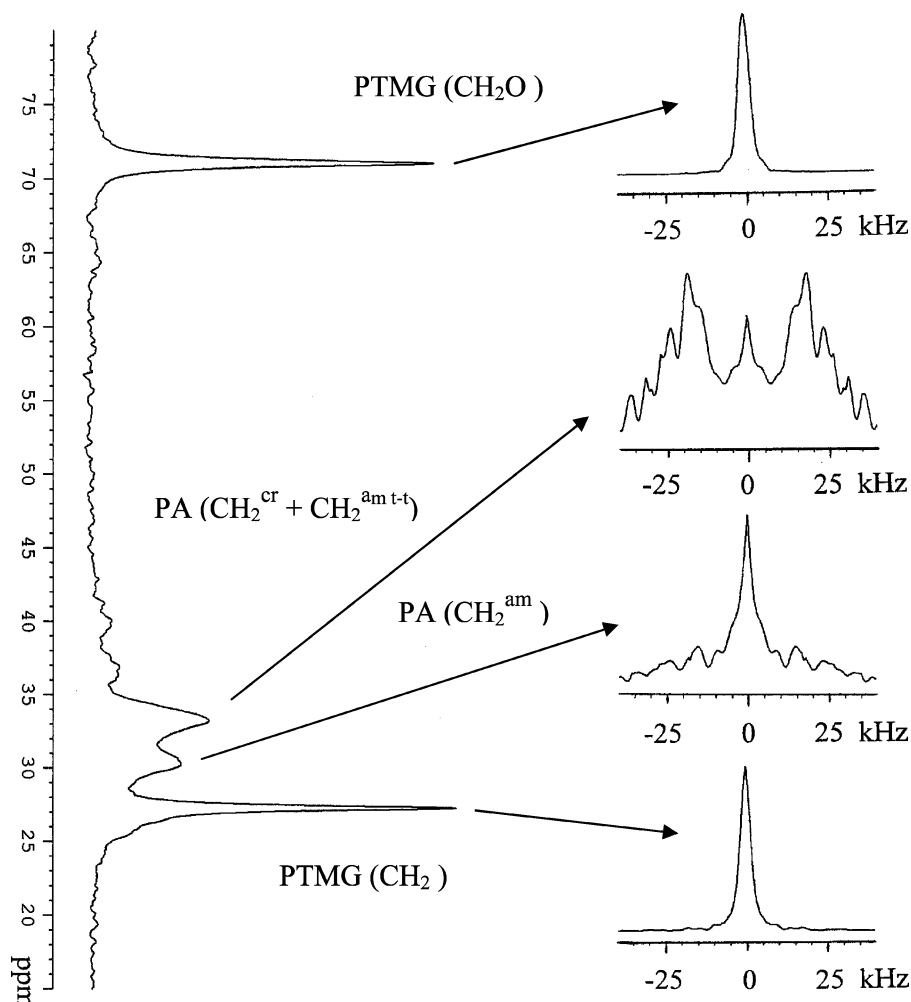 PTMG (CH₂O )
-25 0 25 kHz
PA (CH₂ᶜʳ + CH₂ᵃᵐ ᵗ⁻ᵗ)
-25 0 25 kHz
PA (CH₂ᵃᵐ )
-25 0 25 kHz
PTMG (CH₂ )
-25 0 25 kHz
75
70
65
60
55
50
45
40
35
30
25
20
ppm